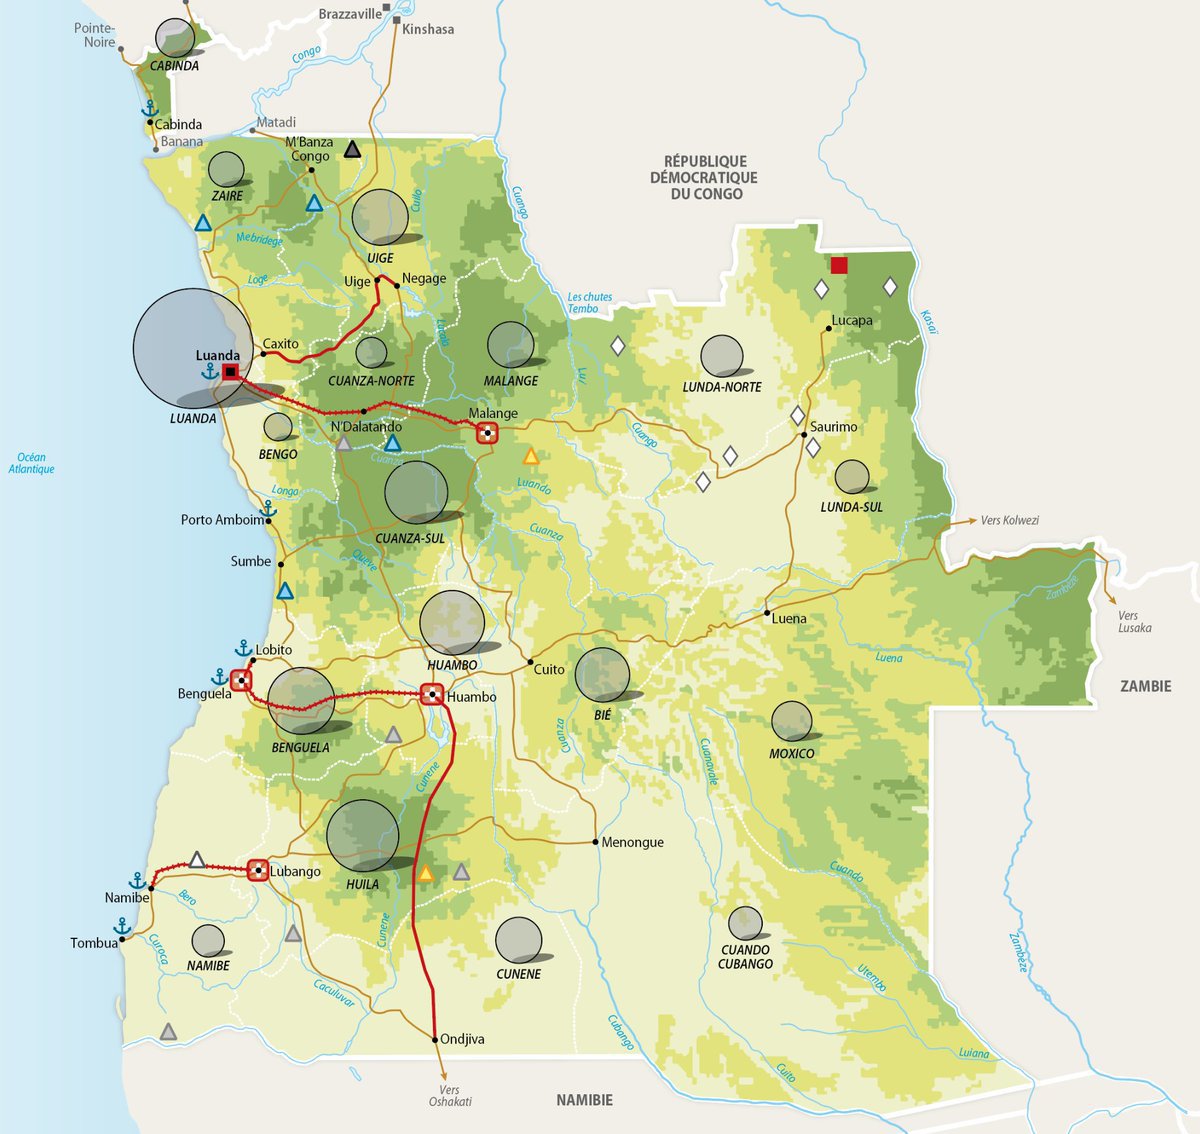 Pointe-
Noire
Brazzaville
Kinshasa
CABINDA
Congo
Cabinda
Matadi
Banana
M'Banza
Congo
RÉPUBLIQUE
DÉMOCRATIQUE
DU CONGO
ZAIRE
Cuilo
Cuango
Mebridege
UIGE
Loge
Uige
Negage
Les chutes
Tembo
Kasaï
Lucala
Lucapa
Caxito
Luanda
CUANZA-NORTE
MALANGE
Lui
LUNDA-NORTE
LUANDA
Malange
N'Dalatando
BENGO
Cuango
Saurimo
Océan
Atlantique
Cuanza
Longa
Luando
LUNDA-SUL
Porto Amboim
CUANZA-SUL
Cuanza
Vers Kolwezi
Sumbe
Queve
Zambèze
Vers
Lusaka
Luena
HUAMBO
Lobito
Cuito
Luena
Benguela
Huambo
ZAMBIE
BIÉ
BENGUELA
Cuanza
Cuanavale
MOXICO
Cunene
Menongue
Lubango
HUILA
Cuando
Namibe
Bero
Cunene
Tombua
Curoca
NAMIBE
CUNENE
CUANDO
CUBANGO
Zambèze
Utembo
Caculuvar
Cubango
Ondjiva
Luiana
Cuito
Vers
Oshakati
NAMIBIE